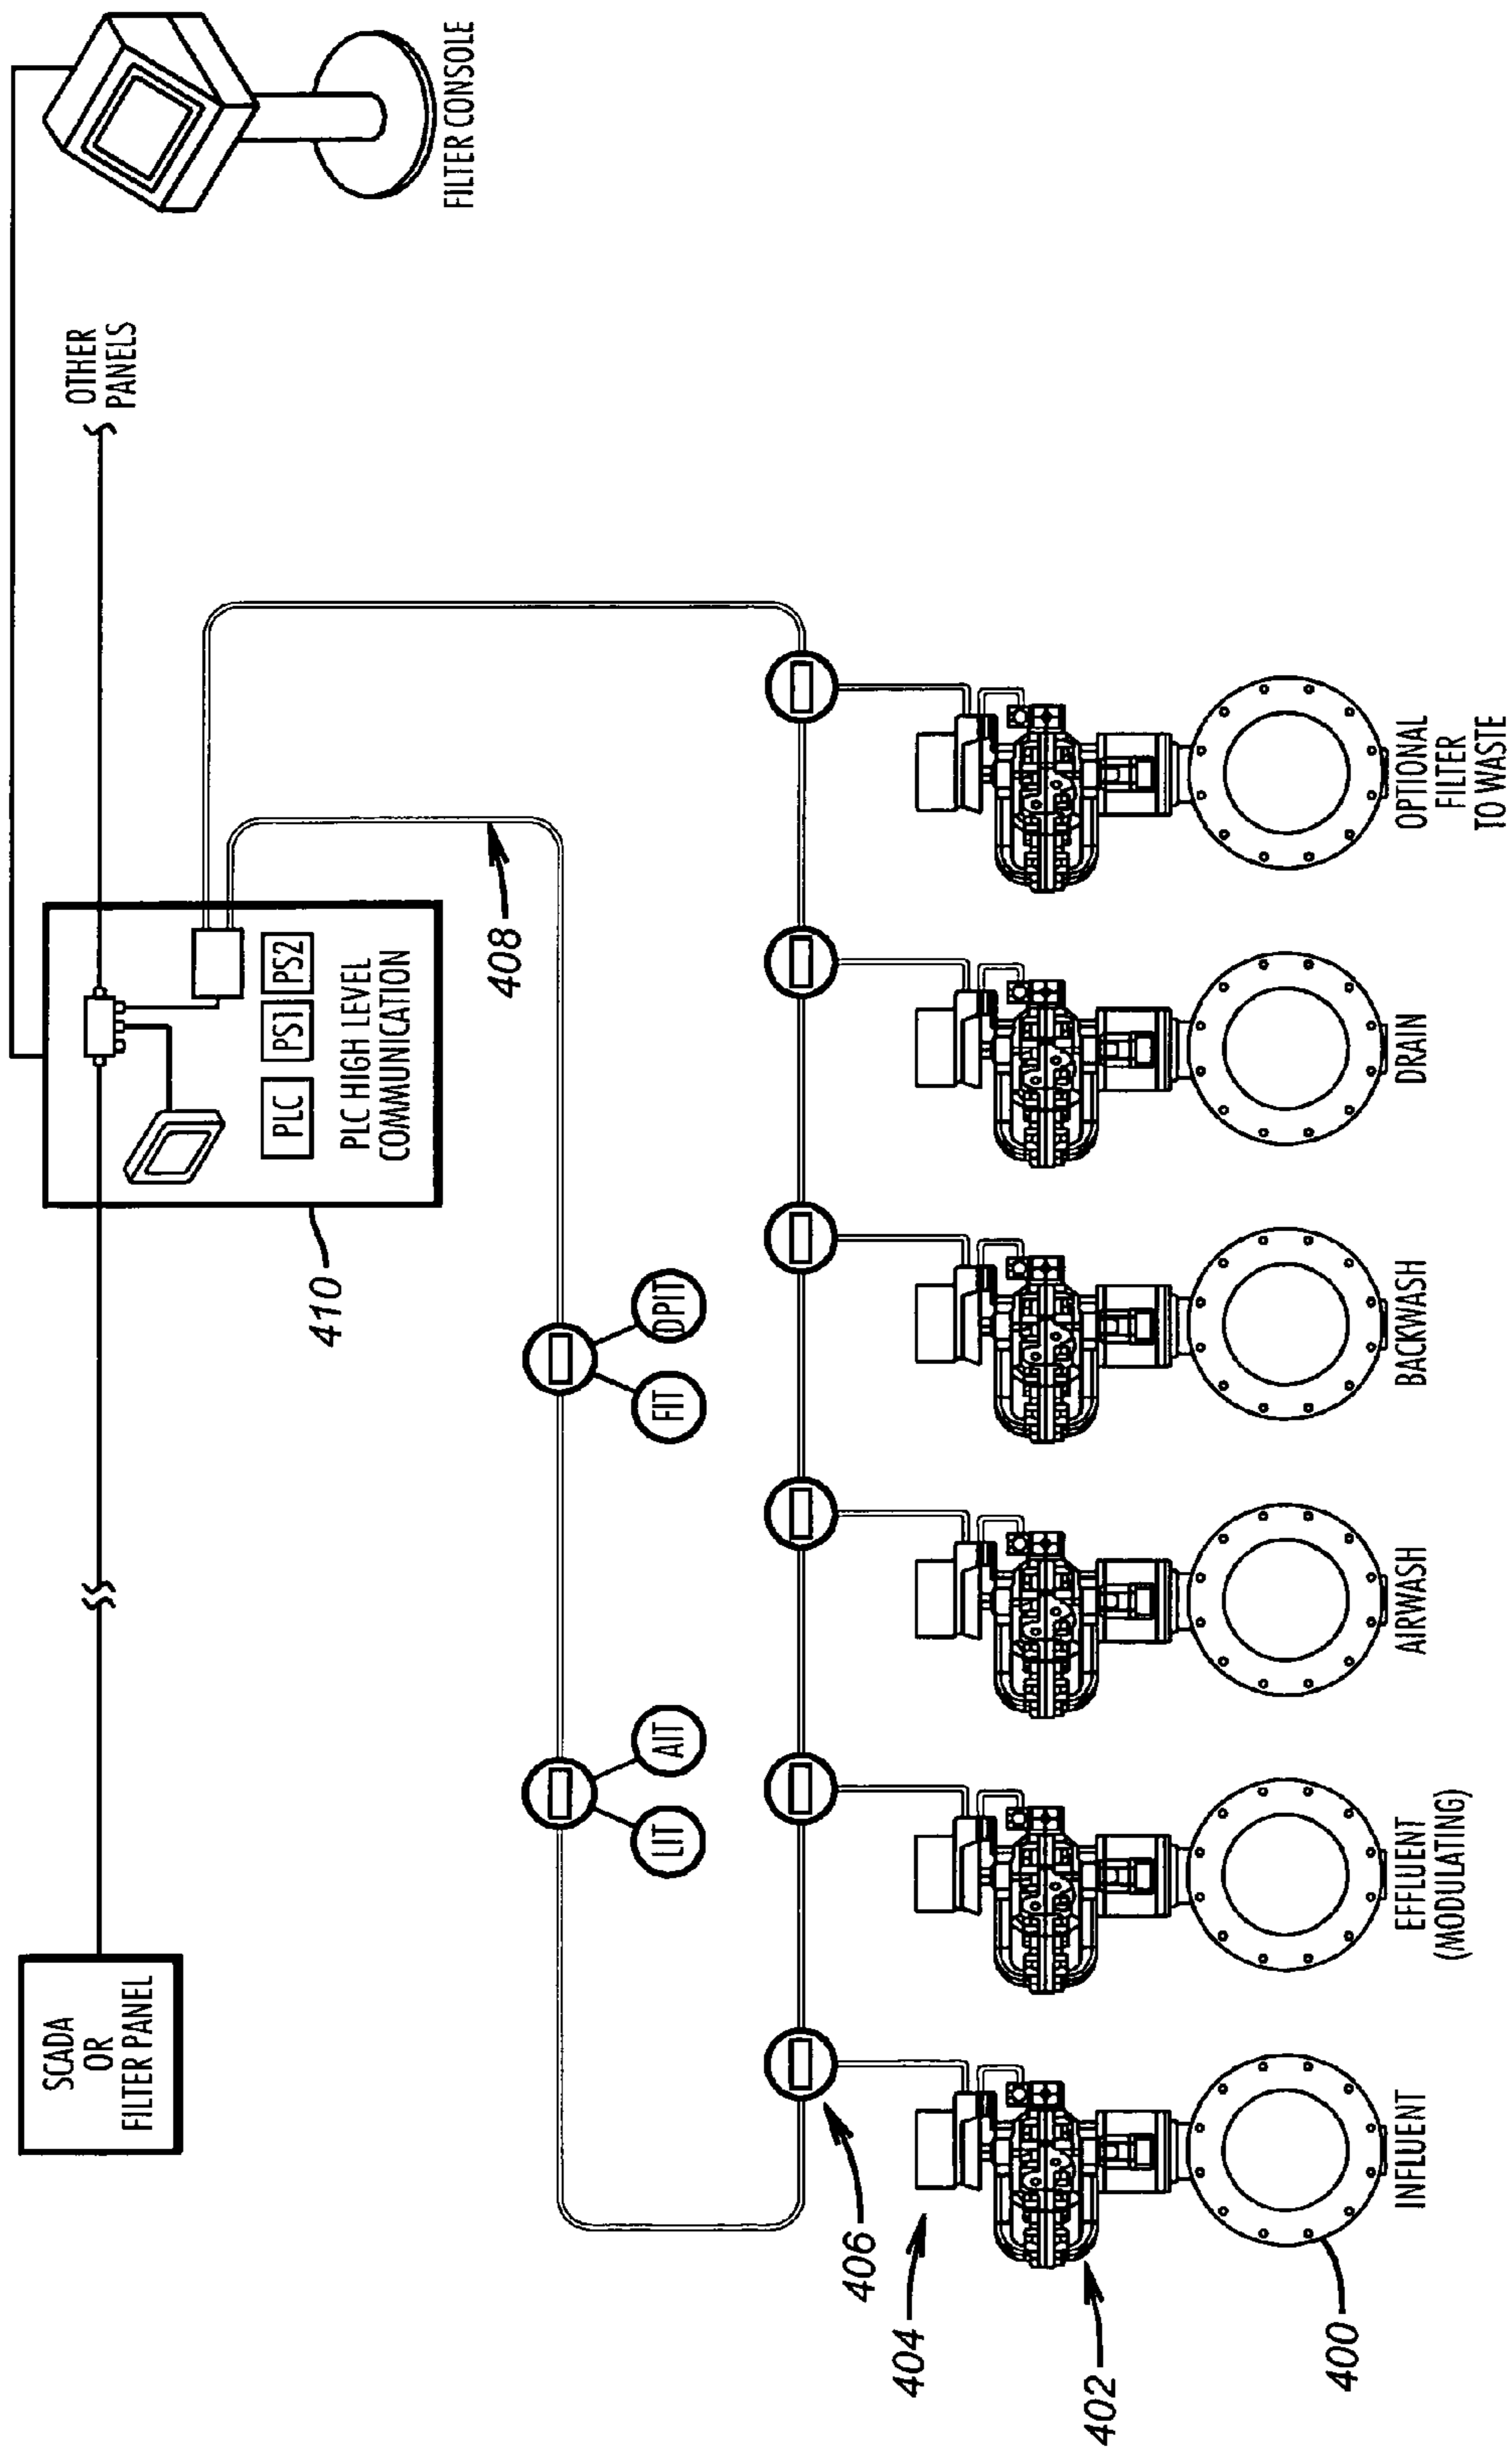 SCADA
OR
FILTER PANEL
OTHER
PANELS
FILTER CONSOLE
PLC
PS1
PS2
PLC HIGH LEVEL
COMMUNICATION
410
408
LIT
AIT
FIT
DPIT
406
404
402
400
INFLUENT
EFFLUENT
(MODULATING)
AIRWASH
BACKWASH
DRAIN
OPTIONAL
FILTER
TO WASTE